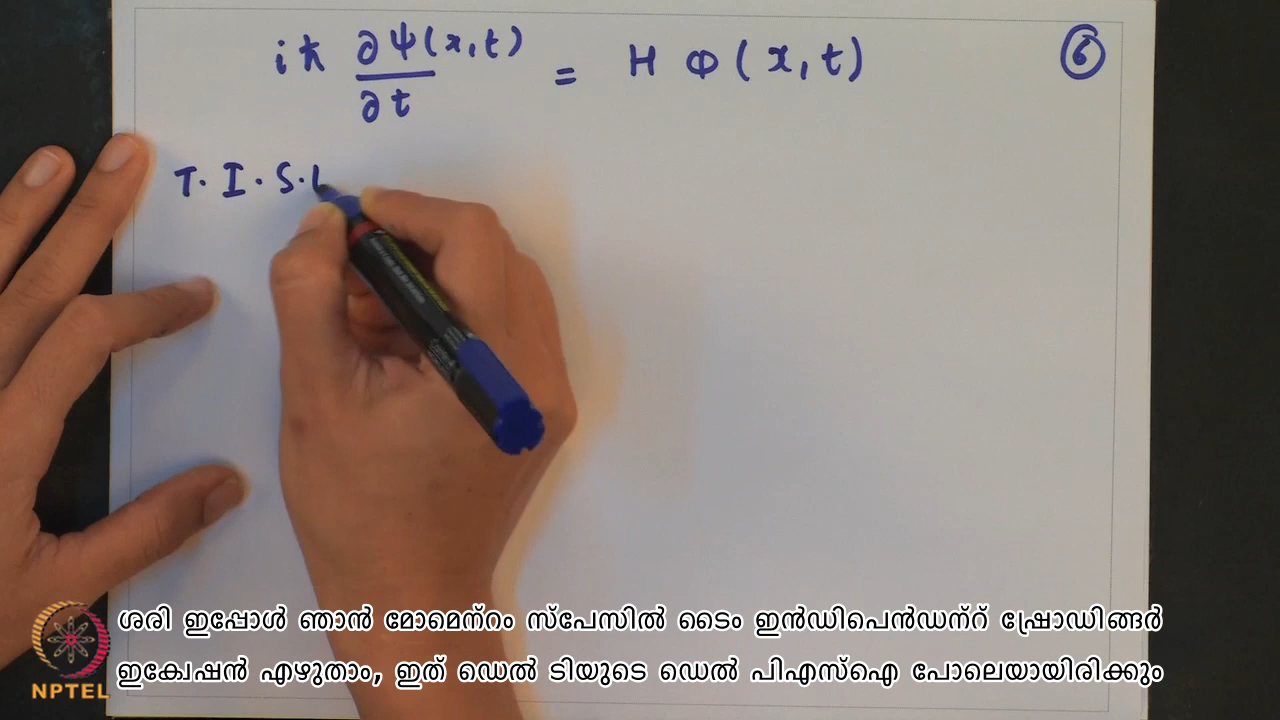 iħ ∂Ψ(x,t) / ∂t = H Φ(x,t)
6
T. I. S.
ശരി ഇപ്പോൾ ഞാൻ മോമെന്റം സ്പേസിൽ ടൈം ഇൻഡിപെൻഡന്റ് ഷ്രോഡിങ്ങർ
ഇക്വേഷൻ എഴുതാം, ഇത് ഡെൽ ടിയുടെ ഡെൽ പിഎസ്ഐ പോലെയായിരിക്കും
NPTEL